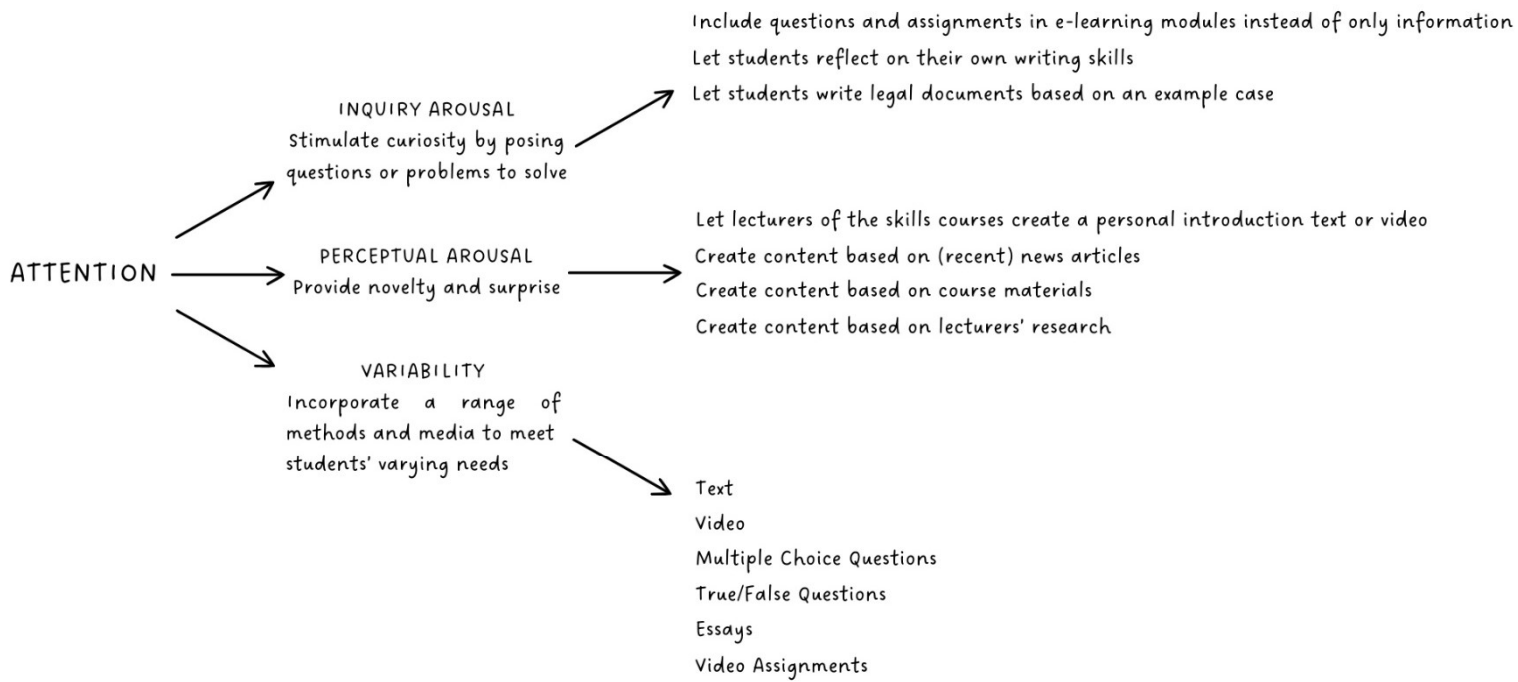 ATTENTION
INQUIRY AROUSAL
Stimulate curiosity by posing
questions or problems to solve
Include questions and assignments in e-learning modules instead of only information
Let students reflect on their own writing skills
Let students write legal documents based on an example case
PERCEPTUAL AROUSAL
Provide novelty and surprise
Let lecturers of the skills courses create a personal introduction text or video
Create content based on (recent) news articles
Create content based on course materials
Create content based on lecturers' research
VARIABILITY
Incorporate a range of
methods and media to meet
students' varying needs
Text
Video
Multiple Choice Questions
True/False Questions
Essays
Video Assignments